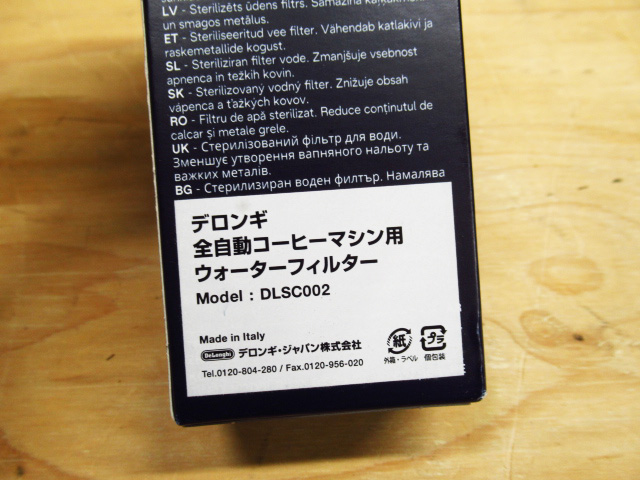 LV - Sterilizēts ūdens filtrs. Samazina kaļķakmens
un smagos metālus.
ET - Steriliseeritud vee filter. Vähendab katlakivi ja
raskemetallide kogust.
SL - Steriliziran filter vode. Zmanjšuje vsebnost
apnenca in težkih kovin.
SK - Sterilizovaný vodný filter. Znižuje obsah
vápenca a ťažkých kovov.
RO - Filtru de apă sterilizat. Reduce conținutul de
calcar și metale grele.
UK - Стерилізований фільтр для води.
Зменшує утворення вапняного нальоту та
важких металів.
BG - Стерилизиран воден филтър. Намалява
デロンギ
全自動コーヒーマシン用
ウォーターフィルター
Model : DLSC002
Made in Italy
DeLonghi デロンギ・ジャパン株式会社
Tel.0120-804-280 / Fax.0120-956-020
紙
外箱・ラベル
プラ
個包装